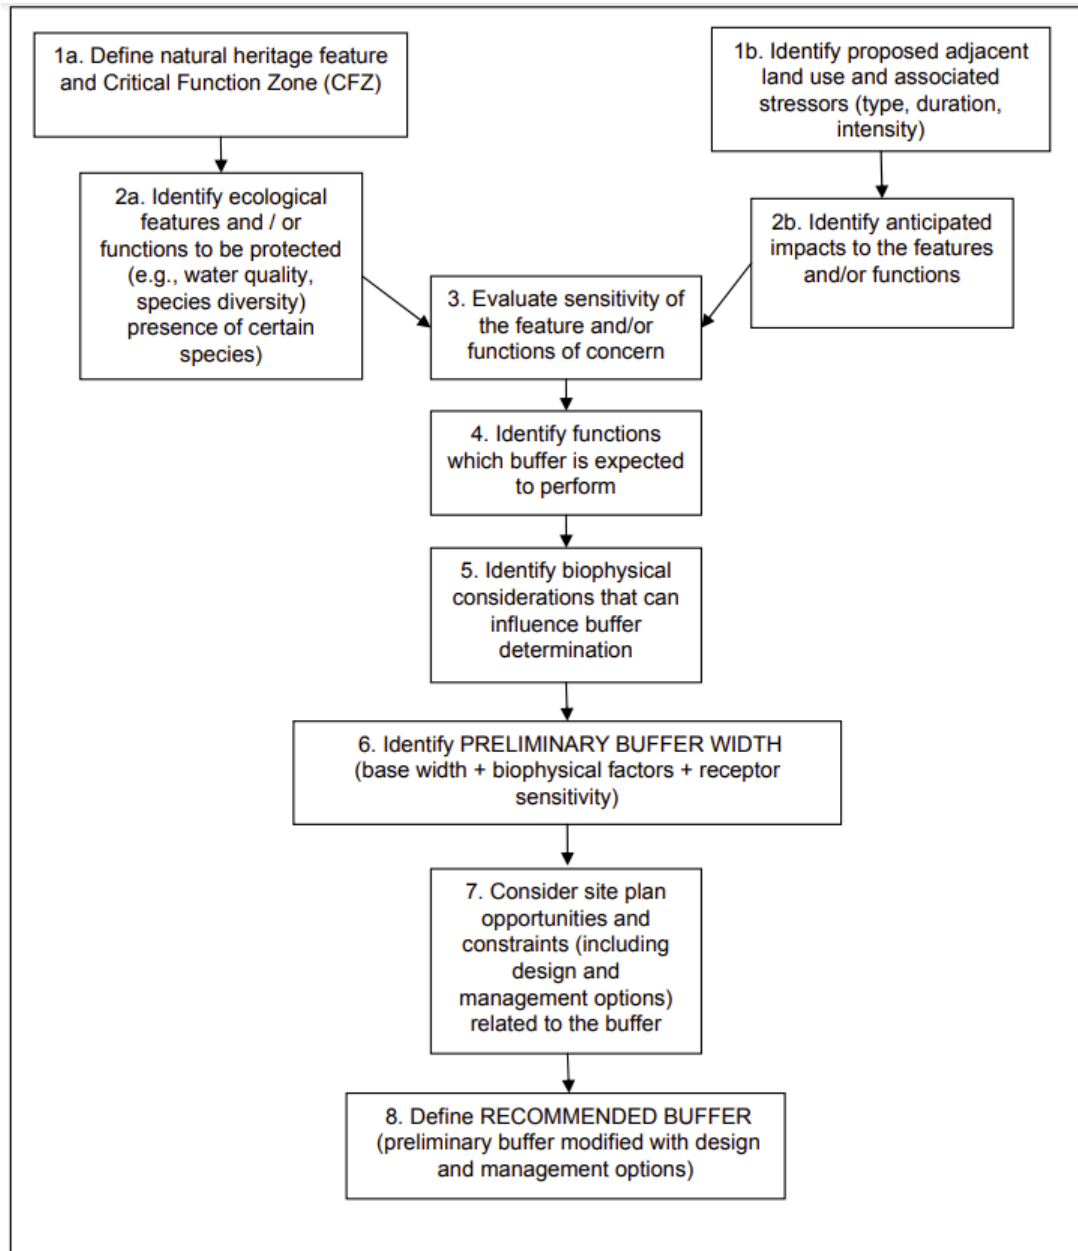 1a. Define natural heritage feature
and Critical Function Zone (CFZ)
1b. Identify proposed adjacent
land use and associated
stressors (type, duration,
intensity)
2a. Identify ecological
features and / or
functions to be protected
(e.g., water quality,
species diversity)
presence of certain
species)
2b. Identify anticipated
impacts to the features
and/or functions
3. Evaluate sensitivity of
the feature and/or
functions of concern
4. Identify functions
which buffer is expected
to perform
5. Identify biophysical
considerations that can
influence buffer
determination
6. Identify PRELIMINARY BUFFER WIDTH
(base width + biophysical factors + receptor
sensitivity)
7. Consider site plan
opportunities and
constraints (including
design and
management options)
related to the buffer
8. Define RECOMMENDED BUFFER
(preliminary buffer modified with design
and management options)